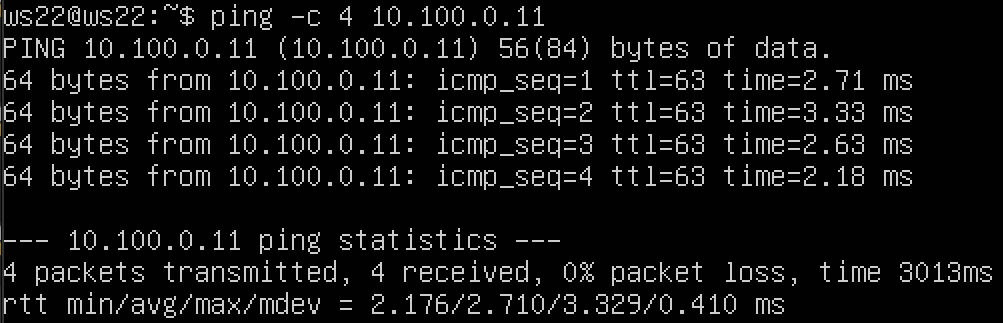 ws22@ws22:~$ ping -c 4 10.100.0.11
PING 10.100.0.11 (10.100.0.11) 56(84) bytes of data.
64 bytes from 10.100.0.11: icmp_seq=1 ttl=63 time=2.71 ms
64 bytes from 10.100.0.11: icmp_seq=2 ttl=63 time=3.33 ms
64 bytes from 10.100.0.11: icmp_seq=3 ttl=63 time=2.63 ms
64 bytes from 10.100.0.11: icmp_seq=4 ttl=63 time=2.18 ms
--- 10.100.0.11 ping statistics ---
4 packets transmitted, 4 received, 0% packet loss, time 3013ms
rtt min/avg/max/mdev = 2.176/2.710/3.329/0.410 ms